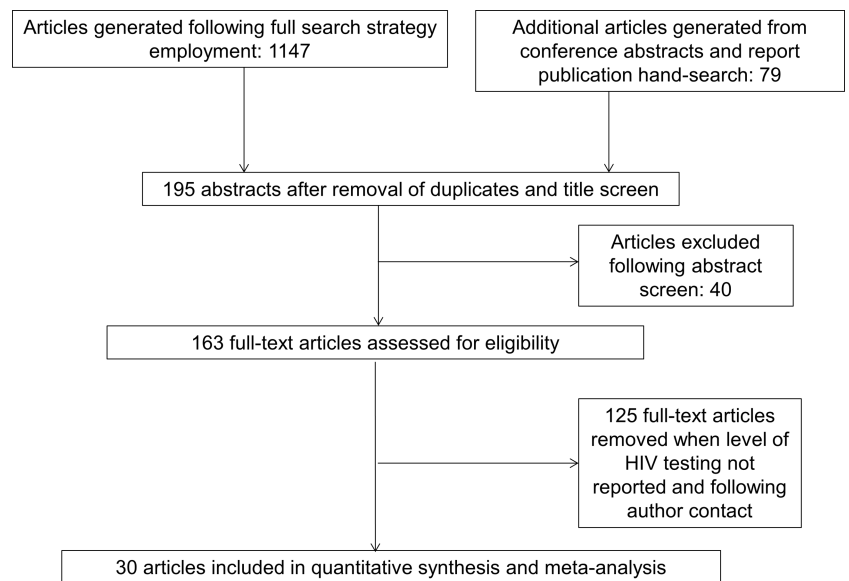 Articles generated following full search strategy
employment: 1147
Additional articles generated from
conference abstracts and report
publication hand-search: 79
195 abstracts after removal of duplicates and title screen
Articles excluded
following abstract
screen: 40
163 full-text articles assessed for eligibility
125 full-text articles
removed when level of
HIV testing not
reported and following
author contact
30 articles included in quantitative synthesis and meta-analysis